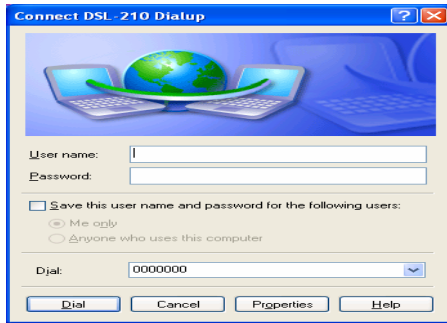 Connect DSL-210 Dialup
User name:
Password:
Save this user name and password for the following users:
Me only
Anyone who uses this computer
Dial: 0000000
Dial Cancel Properties Help